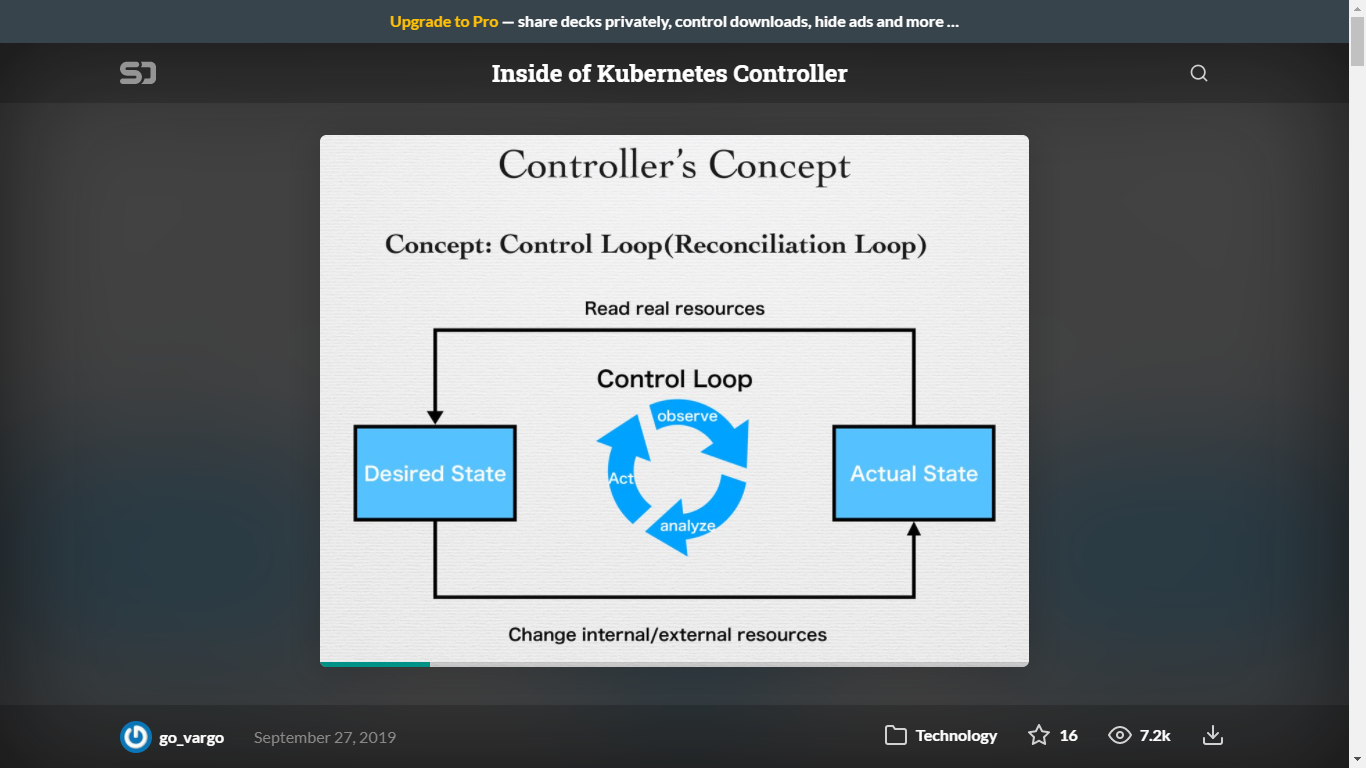 Upgrade to Pro — share decks privately, control downloads, hide ads and more …
SD
Inside of Kubernetes Controller
Controller's Concept
Concept: Control Loop(Reconciliation Loop)
Read real resources
Control Loop
observe
Desired State
Act
Actual State
analyze
Change internal/external resources
go_vargo
September 27, 2019
Technology
16
7.2k